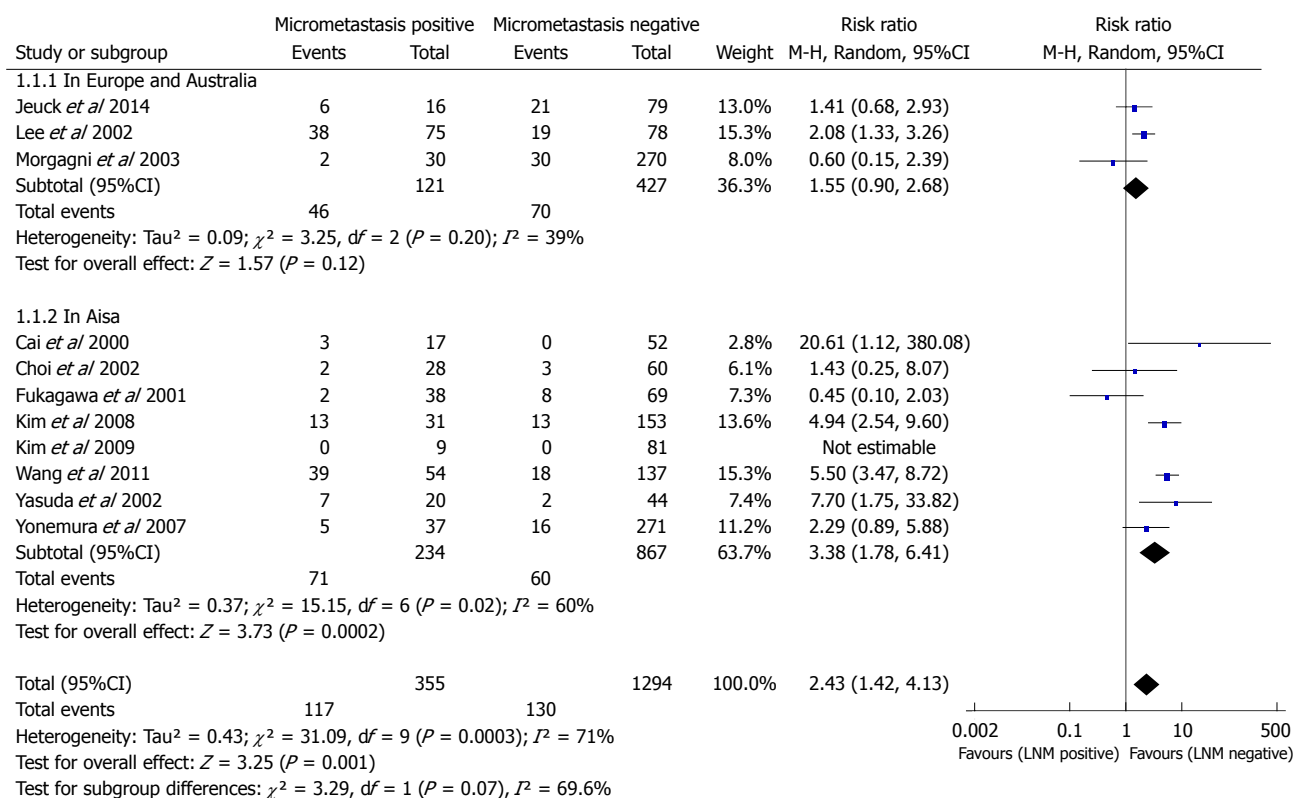 Micrometastasis positive Micrometastasis negative Risk ratio Risk ratio
Study or subgroup Events Total Events Total Weight M-H, Random, 95%CI M-H, Random, 95%CI
1.1.1 In Europe and Australia
Jeuck et al 2014 6 16 21 79 13.0% 1.41 (0.68, 2.93)
Lee et al 2002 38 75 19 78 15.3% 2.08 (1.33, 3.26)
Morgagni et al 2003 2 30 30 270 8.0% 0.60 (0.15, 2.39)
Subtotal (95%CI) 121 427 36.3% 1.55 (0.90, 2.68)
Total events 46 70
Heterogeneity: Tau² = 0.09; χ² = 3.25, df = 2 (P = 0.20); I² = 39%
Test for overall effect: Z = 1.57 (P = 0.12)
1.1.2 In Aisa
Cai et al 2000 3 17 0 52 2.8% 20.61 (1.12, 380.08)
Choi et al 2002 2 28 3 60 6.1% 1.43 (0.25, 8.07)
Fukagawa et al 2001 2 38 8 69 7.3% 0.45 (0.10, 2.03)
Kim et al 2008 13 31 13 153 13.6% 4.94 (2.54, 9.60)
Kim et al 2009 0 9 0 81 Not estimable
Wang et al 2011 39 54 18 137 15.3% 5.50 (3.47, 8.72)
Yasuda et al 2002 7 20 2 44 7.4% 7.70 (1.75, 33.82)
Yonemura et al 2007 5 37 16 271 11.2% 2.29 (0.89, 5.88)
Subtotal (95%CI) 234 867 63.7% 3.38 (1.78, 6.41)
Total events 71 60
Heterogeneity: Tau² = 0.37; χ² = 15.15, df = 6 (P = 0.02); I² = 60%
Test for overall effect: Z = 3.73 (P = 0.0002)
Total (95%CI) 355 1294 100.0% 2.43 (1.42, 4.13)
Total events 117 130
0.002 0.1 1 10 500
Heterogeneity: Tau² = 0.43; χ² = 31.09, df = 9 (P = 0.0003); I² = 71%
Favours (LNM positive) Favours (LNM negative)
Test for overall effect: Z = 3.25 (P = 0.001)
Test for subgroup differences: χ² = 3.29, df = 1 (P = 0.07), I² = 69.6%